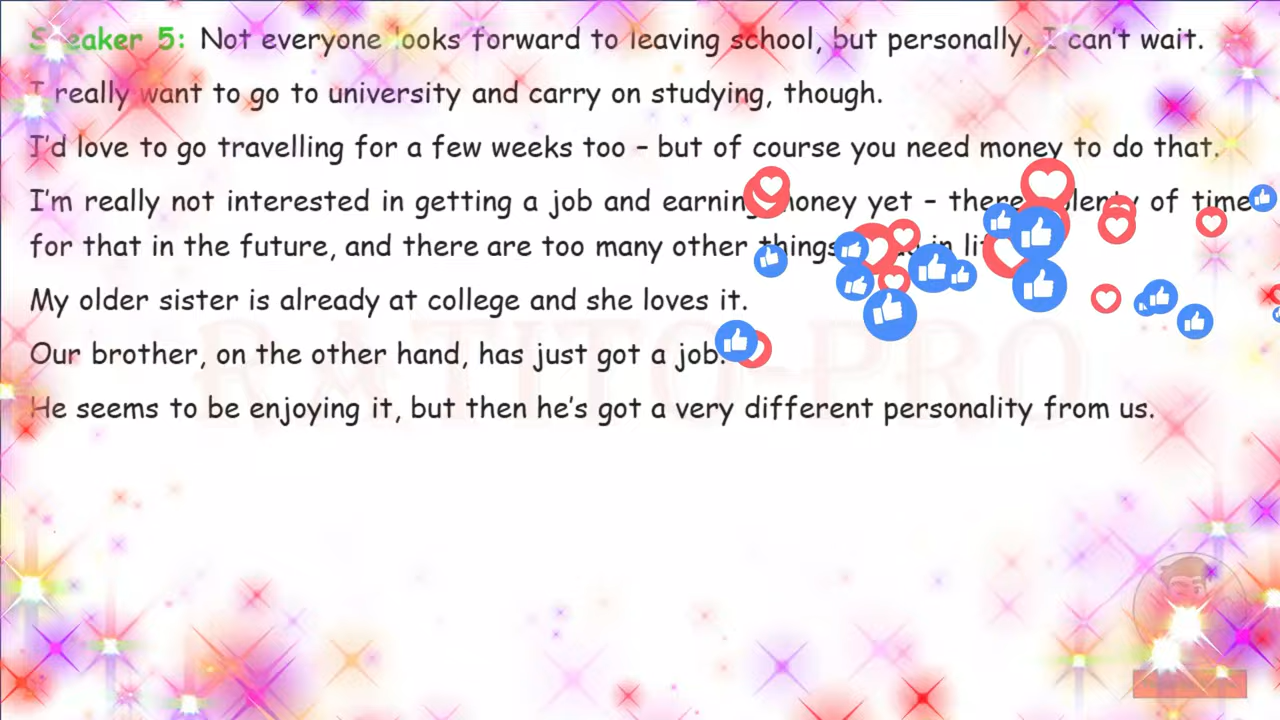 Speaker 5: Not everyone looks forward to leaving school, but personally, I can't wait.
I really want to go to university and carry on studying, though.
I'd love to go travelling for a few weeks too – but of course you need money to do that.
I'm really not interested in getting a job and earning money yet – there's plenty of time
for that in the future, and there are too many other things in
My older sister is already at college and she loves it.
Our brother, on the other hand, has just got a job.
He seems to be enjoying it, but then he's got a very different personality from us.
RATITO-PRO